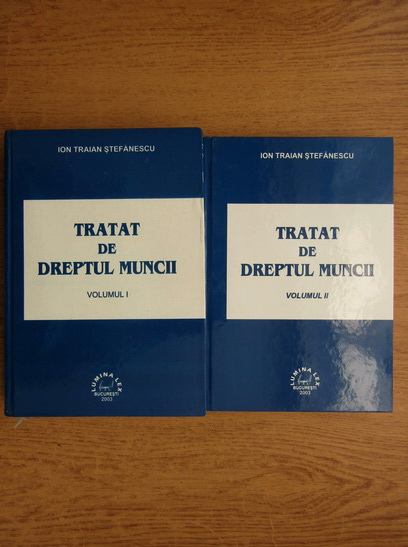 ION TRAIAN ŞTEFĂNESCU
TRATAT
DE
DREPTUL MUNCII
VOLUMUL I
LUMINA LEX
BUCUREŞTI
2003
ION TRAIAN ŞTEFĂNESCU
TRATAT
DE
DREPTUL MUNCII
VOLUMUL II
LUMINA LEX
BUCUREŞTI
2003